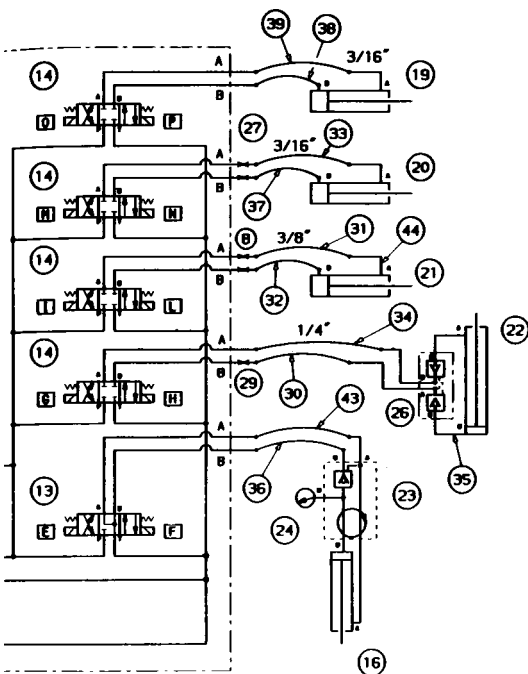 39 38
3/16"
14 A 19
B
O P
27 33
14 3/16" A 20
B
M N 37
8 31
14 3/8" 44
A
B 21
I L 32
34 22
14 1/4"
A
B
G H 29 30 26
43 35
A
B
13 36 23
E F 24
16